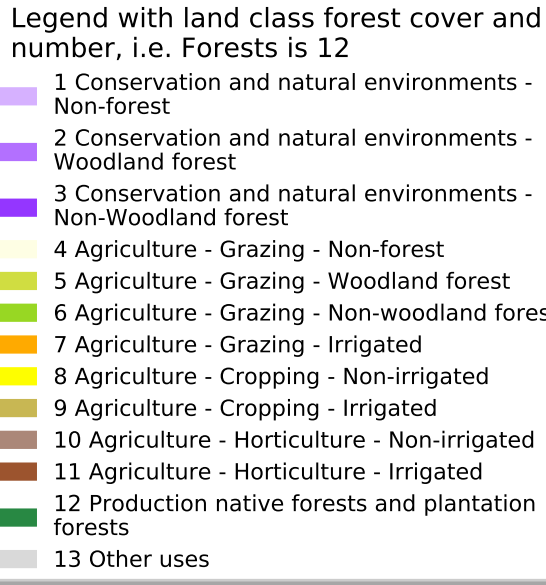 Legend with land class forest cover and
number, i.e. Forests is 12
1 Conservation and natural environments -
Non-forest
2 Conservation and natural environments -
Woodland forest
3 Conservation and natural environments -
Non-Woodland forest
4 Agriculture - Grazing - Non-forest
5 Agriculture - Grazing - Woodland forest
6 Agriculture - Grazing - Non-woodland fores
7 Agriculture - Grazing - Irrigated
8 Agriculture - Cropping - Non-irrigated
9 Agriculture - Cropping - Irrigated
10 Agriculture - Horticulture - Non-irrigated
11 Agriculture - Horticulture - Irrigated
12 Production native forests and plantation
forests
13 Other uses